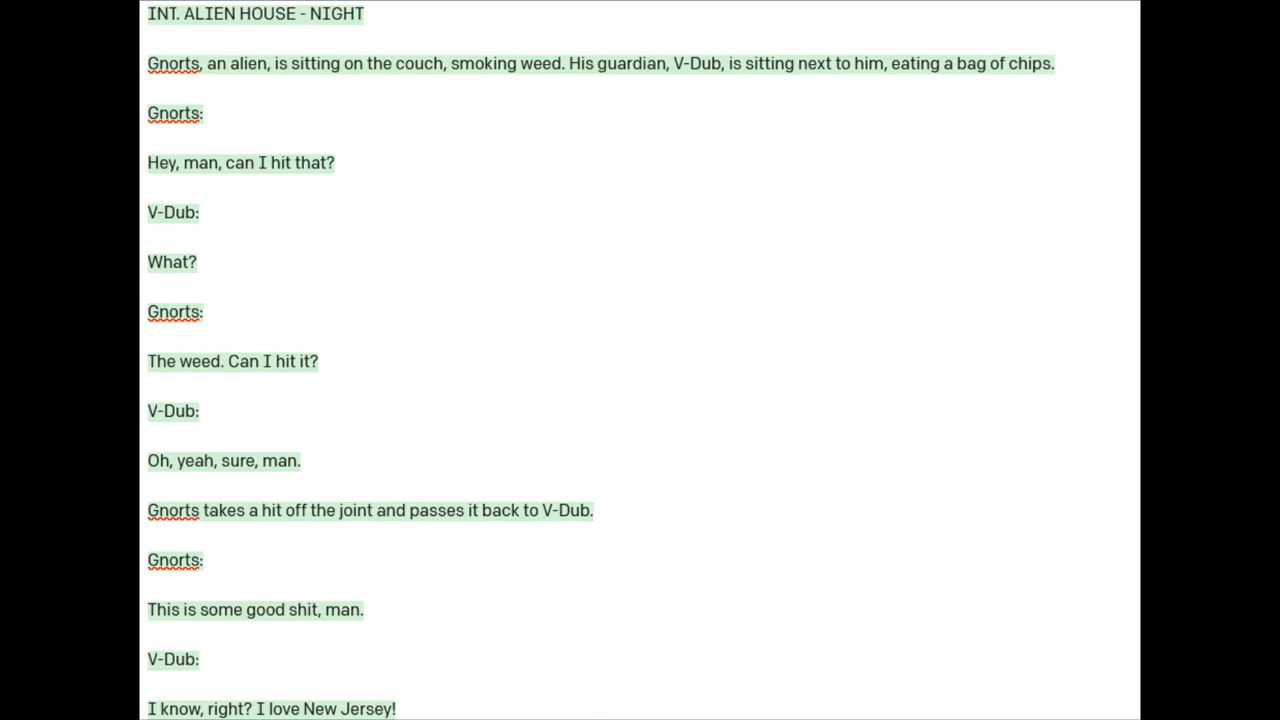 INT. ALIEN HOUSE - NIGHT
Gnorts, an alien, is sitting on the couch, smoking weed. His guardian, V-Dub, is sitting next to him, eating a bag of chips.
Gnorts:
Hey, man, can I hit that?
V-Dub:
What?
Gnorts:
The weed. Can I hit it?
V-Dub:
Oh, yeah, sure, man.
Gnorts takes a hit off the joint and passes it back to V-Dub.
Gnorts:
This is some good shit, man.
V-Dub:
I know, right? I love New Jersey!